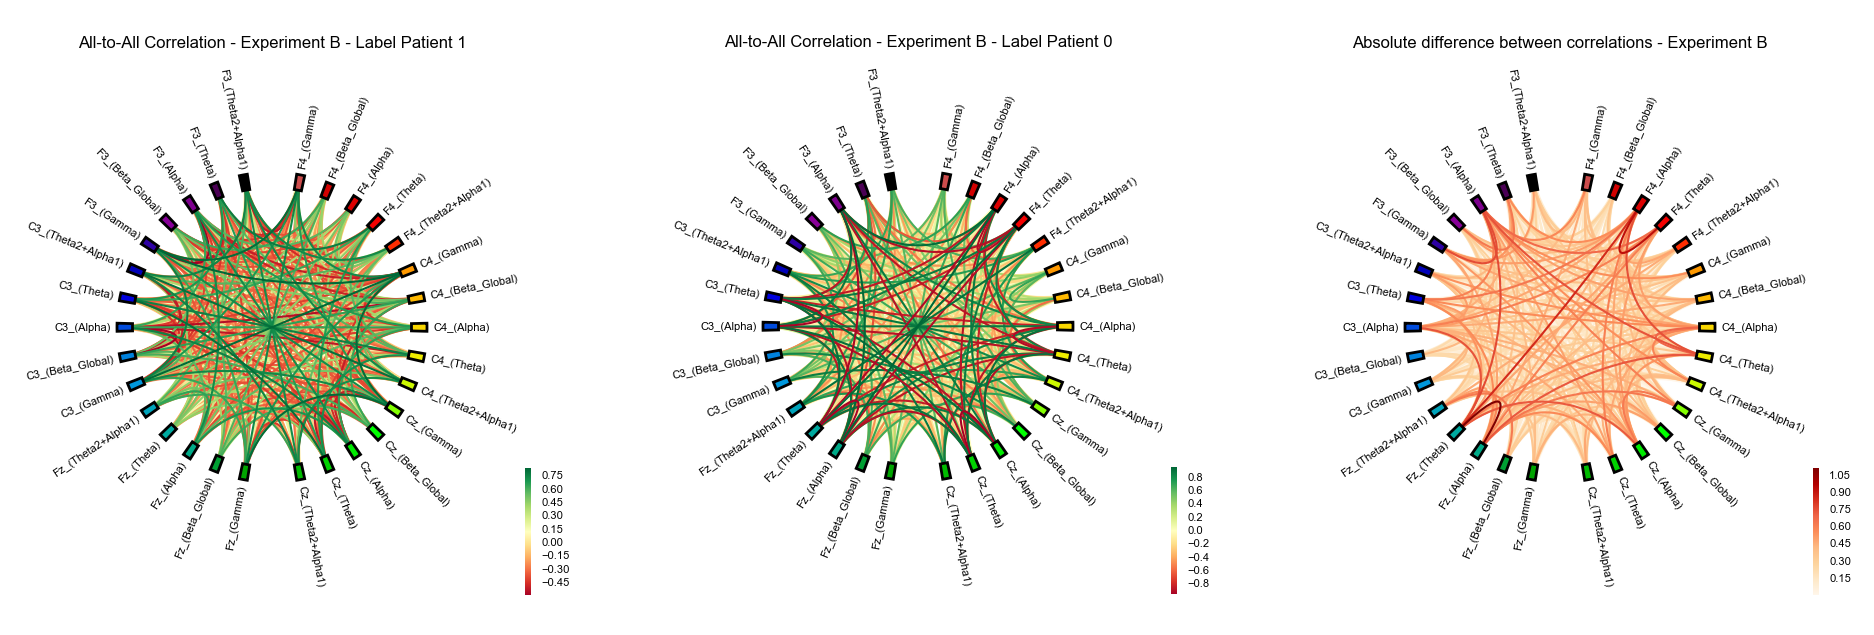 All-to-All Correlation - Experiment B - Label Patient 1
F3_(Theta2+Alpha1)
F3_(Theta)
F3_(Alpha)
F3_(Beta_Global)
F3_(Gamma)
C3_(Theta2+Alpha1)
C3_(Theta)
C3_(Alpha)
C3_(Beta_Global)
C3_(Gamma)
Fz_(Theta2+Alpha1)
Fz_(Theta)
Fz_(Alpha)
Fz_(Beta_Global)
Fz_(Gamma)
Cz_(Theta2+Alpha1)
Cz_(Theta)
Cz_(Alpha)
Cz_(Beta_Global)
Cz_(Gamma)
C4_(Theta2+Alpha1)
C4_(Theta)
C4_(Alpha)
C4_(Beta_Global)
C4_(Gamma)
F4_(Theta2+Alpha1)
F4_(Theta)
F4_(Alpha)
F4_(Beta_Global)
F4_(Gamma)
0.75
0.60
0.45
0.30
0.15
0.00
−0.15
−0.30
−0.45
All-to-All Correlation - Experiment B - Label Patient 0
F3_(Theta2+Alpha1)
F3_(Theta)
F3_(Alpha)
F3_(Beta_Global)
F3_(Gamma)
C3_(Theta2+Alpha1)
C3_(Theta)
C3_(Alpha)
C3_(Beta_Global)
C3_(Gamma)
Fz_(Theta2+Alpha1)
Fz_(Theta)
Fz_(Alpha)
Fz_(Beta_Global)
Fz_(Gamma)
Cz_(Theta2+Alpha1)
Cz_(Theta)
Cz_(Alpha)
Cz_(Beta_Global)
Cz_(Gamma)
C4_(Theta2+Alpha1)
C4_(Theta)
C4_(Alpha)
C4_(Beta_Global)
C4_(Gamma)
F4_(Theta2+Alpha1)
F4_(Theta)
F4_(Alpha)
F4_(Beta_Global)
F4_(Gamma)
0.8
0.6
0.4
0.2
0.0
−0.2
−0.4
−0.6
−0.8
Absolute difference between correlations - Experiment B
F3_(Theta2+Alpha1)
F3_(Theta)
F3_(Alpha)
F3_(Beta_Global)
F3_(Gamma)
C3_(Theta2+Alpha1)
C3_(Theta)
C3_(Alpha)
C3_(Beta_Global)
C3_(Gamma)
Fz_(Theta2+Alpha1)
Fz_(Theta)
Fz_(Alpha)
Fz_(Beta_Global)
Fz_(Gamma)
Cz_(Theta2+Alpha1)
Cz_(Theta)
Cz_(Alpha)
Cz_(Beta_Global)
Cz_(Gamma)
C4_(Theta2+Alpha1)
C4_(Theta)
C4_(Alpha)
C4_(Beta_Global)
C4_(Gamma)
F4_(Theta2+Alpha1)
F4_(Theta)
F4_(Alpha)
F4_(Beta_Global)
F4_(Gamma)
1.05
0.90
0.75
0.60
0.45
0.30
0.15